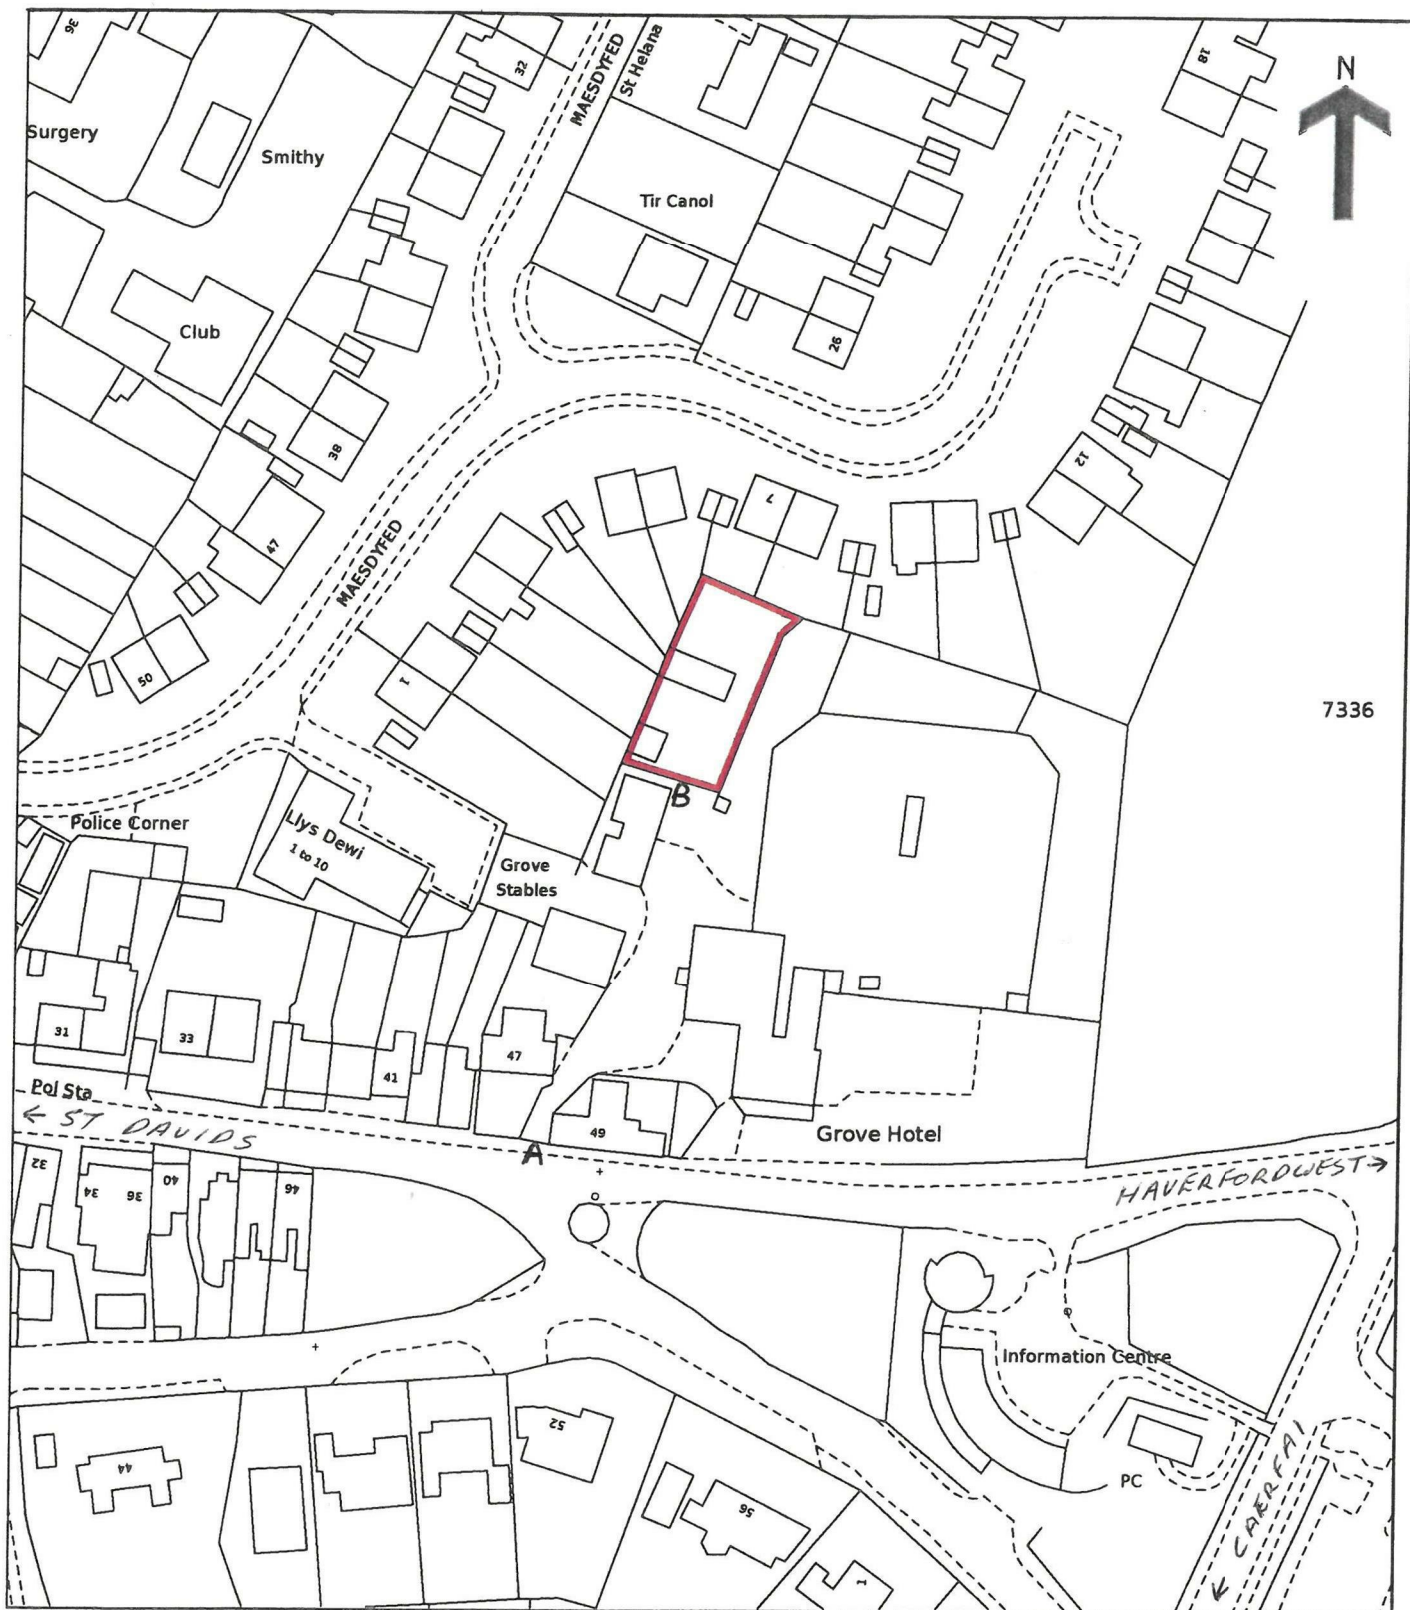 36
32
MAESDYFED
St Helana
18
N
Surgery
Smithy
Tir Canol
Club
26
38
12
47
7
MAESDYFED
50
1
7336
B
Police Corner
Llys Dewi
1 to 10
Grove
Stables
31
33
41
47
Pol Sta
← ST DAVIDS
A
49
Grove Hotel
HAVERFORDWEST →
32
34
36
40
46
Information Centre
44
52
56
PC
← CAERFAI
1